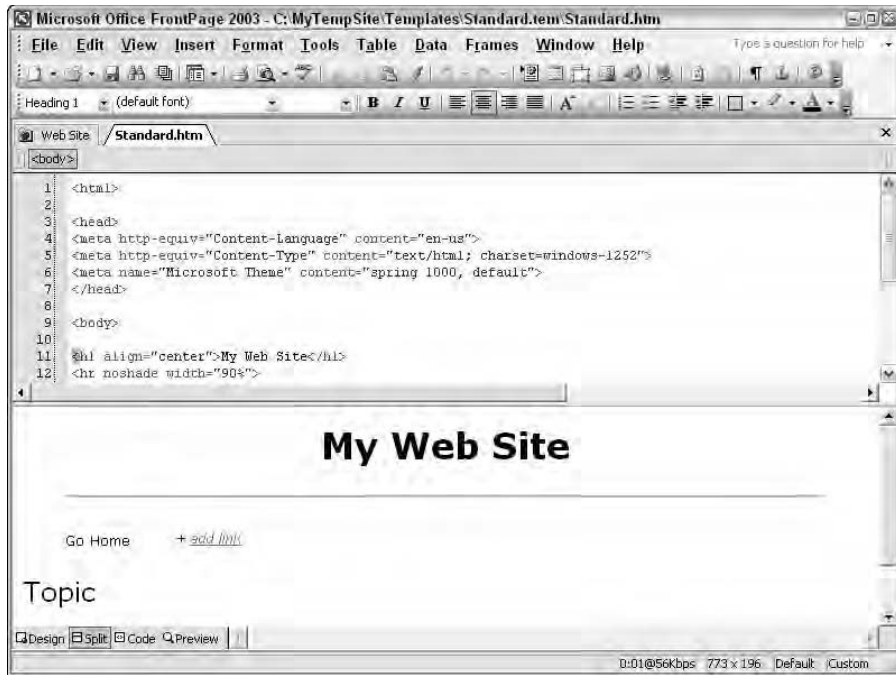 Microsoft Office FrontPage 2003 - C:\MyTempSite\Templates\Standard.tem\Standard.htm
File Edit View Insert Format Tools Table Data Frames Window Help Type a question for help
Heading 1 (default font) B I U A A
Web Site Standard.htm
<body>
1 <html>
2
3 <head>
4 <meta http-equiv="Content-Language" content="en-us">
5 <meta http-equiv="Content-Type" content="text/html; charset=windows-1252">
6 <meta name="Microsoft Theme" content="spring 1000, default">
7 </head>
8
9 <body>
10
11 <h1 align="center">My Web Site</h1>
12 <hr noshade width="90%">
My Web Site
Go Home + add link
Topic
Design Split Code Preview
0:01@56Kbps 773 x 196 Default Custom